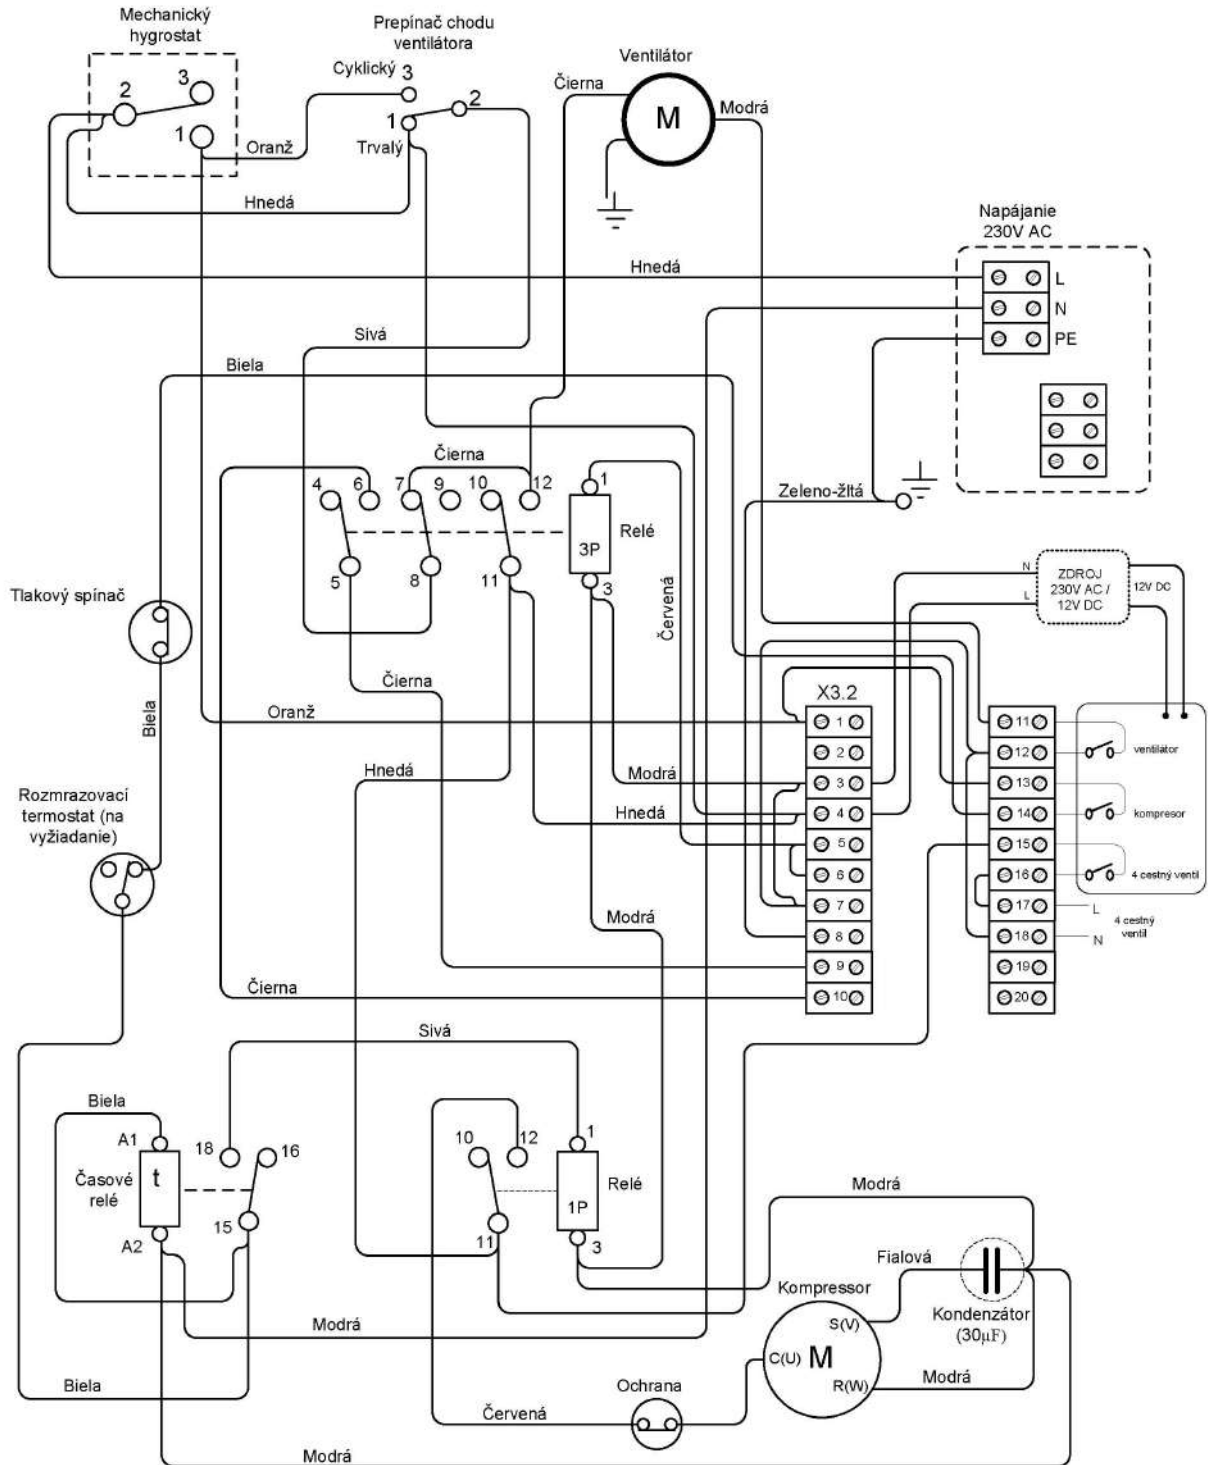 Mechanický
hygrostat
Prepínač chodu
ventilátora
Cyklický 3
3
2
1
2
1
Trvalý
Oranž
Hnedá
Ventilátor
Čierna
M
Modrá
Napájanie
230V AC
Hnedá
L
N
PE
Sivá
Biela
Čierna
4
6
7
9
10
12
1
Relé
3P
3
5
8
11
Červená
Zeleno-žltá
Tlakový spínač
N
L
ZDROJ
230V AC /
12V DC
12V DC
Čierna
Oranž
Biela
X3.2
1
2
3
4
5
6
7
8
9
10
11
12
13
14
15
16
17
18
19
20
ventilátor
kompresor
4 cestný ventil
L
N
4 cestný
ventil
Hnedá
Modrá
Hnedá
Rozmrazovací
termostat (na
vyžiadanie)
Modrá
Čierna
Sivá
Biela
A1
t
Časové
relé
A2
18
16
15
10
12
1
Relé
1P
11
3
Modrá
Fialová
Kondenzátor
(30µF)
Kompressor
S(V)
C(U) M
R(W)
Modrá
Modrá
Biela
Ochrana
Červená
Modrá